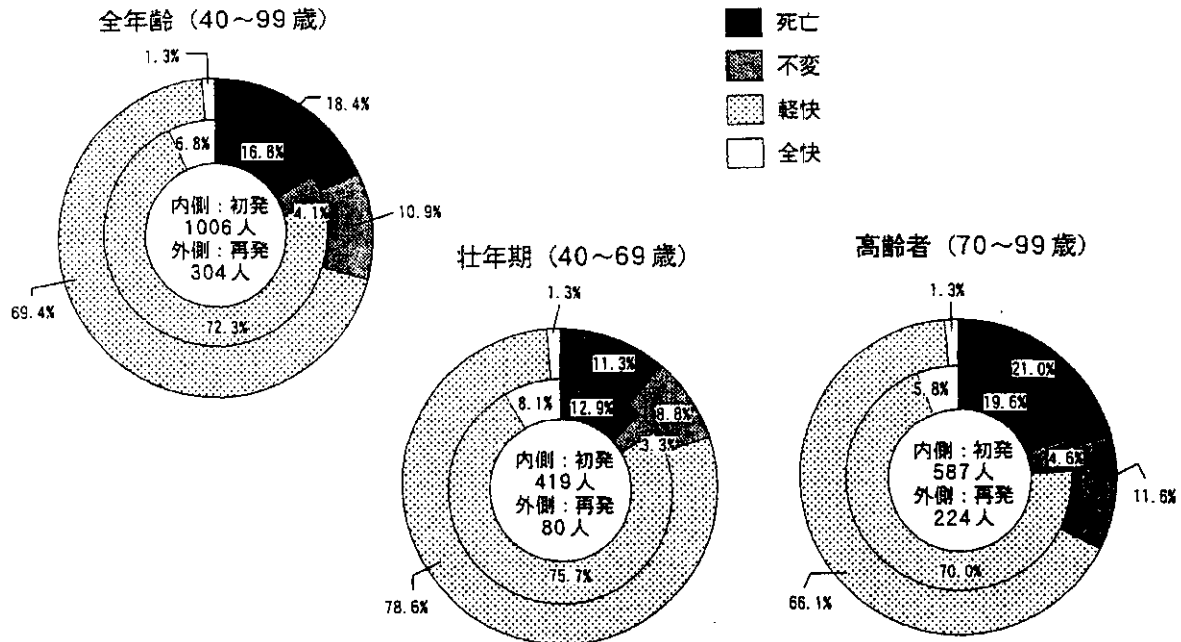 全年齢（40～99歳）
1.3%
18.4%
6.8%
16.8%
4.1%
10.9%
内側：初発
1006人
外側：再発
304人
72.3%
69.4%
死亡
不変
軽快
全快
壮年期（40～69歳）
1.3%
11.3%
8.1%
12.9%
8.8%
3.3%
内側：初発
419人
外側：再発
80人
75.7%
78.6%
高齢者（70～99歳）
1.3%
21.0%
5.8%
19.6%
4.6%
11.6%
内側：初発
587人
外側：再発
224人
70.0%
66.1%